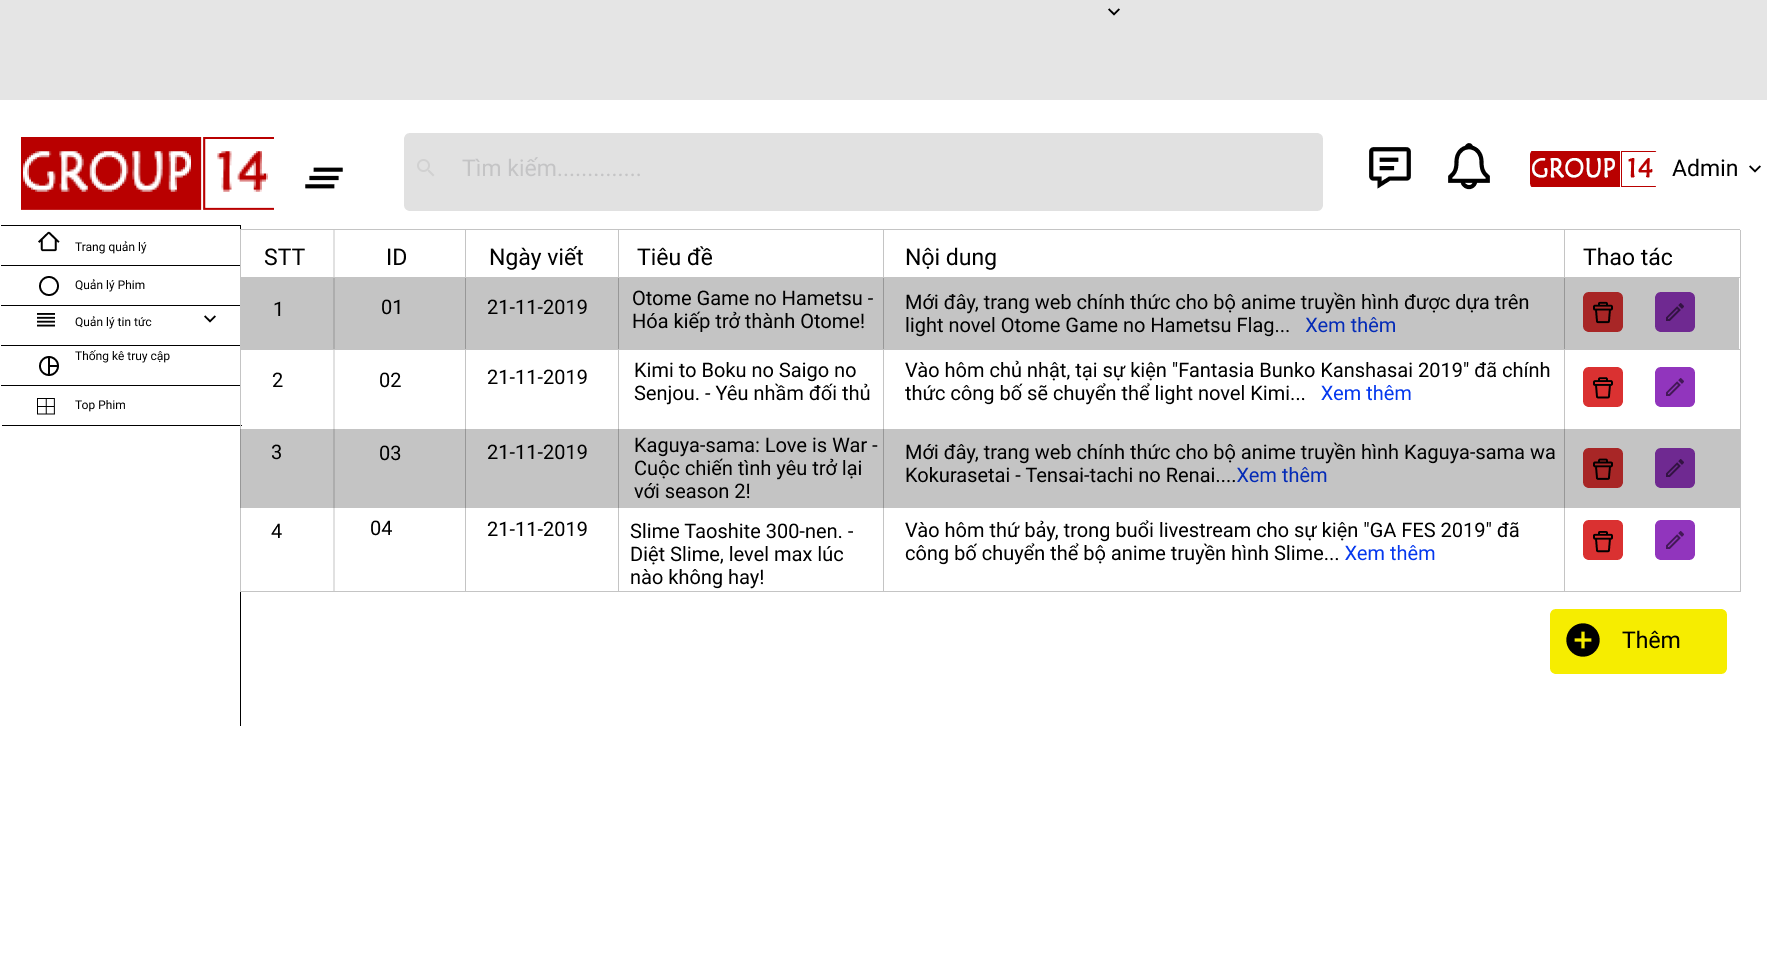 GROUP 14
Tìm kiếm..............
GROUP 14
Admin
Trang quản lý
Quản lý Phim
Quản lý tin tức
Thống kê truy cập
Top Phim
STT ID Ngày viết Tiêu đề Nội dung Thao tác
1 01 21-11-2019
Otome Game no Hametsu -
Hóa kiếp trở thành Otome!
Mới đây, trang web chính thức cho bộ anime truyền hình được dựa trên
light novel Otome Game no Hametsu Flag... Xem thêm
2 02 21-11-2019
Kimi to Boku no Saigo no
Senjou. - Yêu nhầm đối thủ
Vào hôm chủ nhật, tại sự kiện "Fantasia Bunko Kanshasai 2019" đã chính
thức công bố sẽ chuyển thể light novel Kimi... Xem thêm
3 03 21-11-2019
Kaguya-sama: Love is War -
Cuộc chiến tình yêu trở lại
với season 2!
Mới đây, trang web chính thức cho bộ anime truyền hình Kaguya-sama wa
Kokurasetai - Tensai-tachi no Renai....Xem thêm
4 04 21-11-2019
Slime Taoshite 300-nen. -
Diệt Slime, level max lúc
nào không hay!
Vào hôm thứ bảy, trong buổi livestream cho sự kiện "GA FES 2019" đã
công bố chuyển thể bộ anime truyền hình Slime... Xem thêm
Thêm